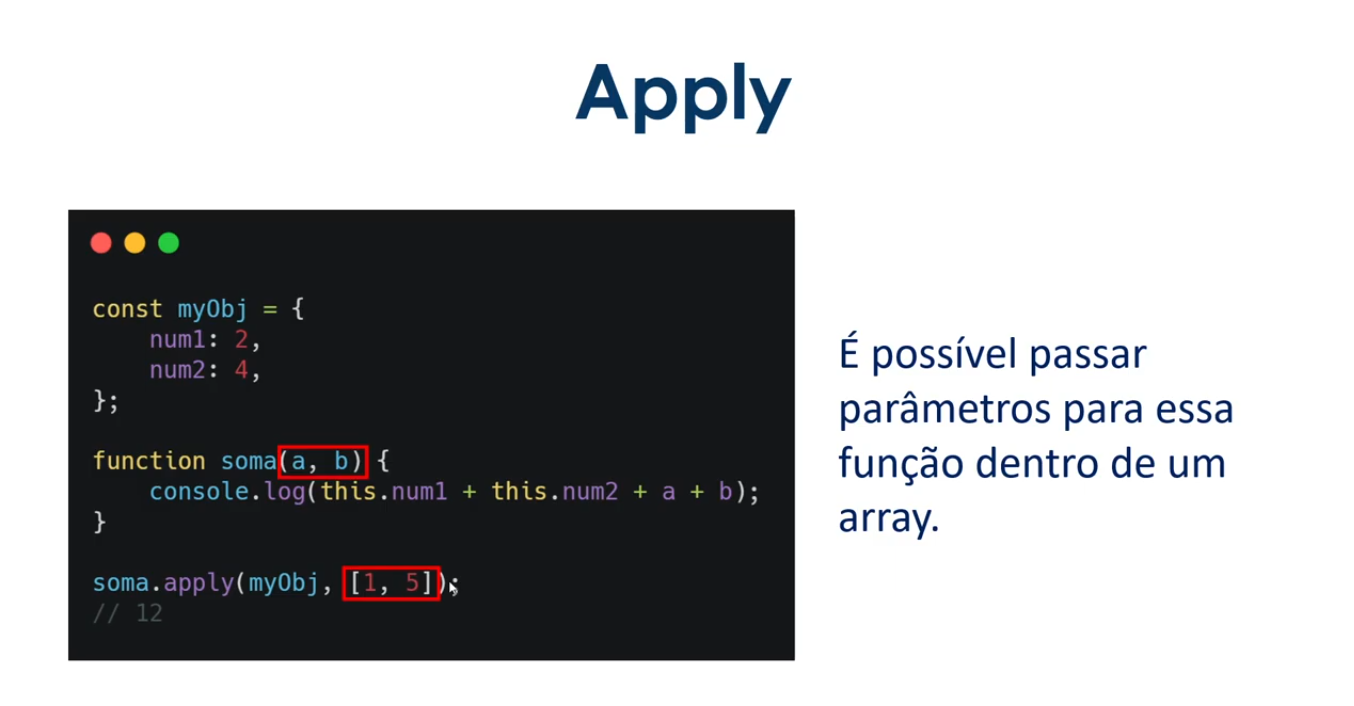 Apply
const myObj = {
    num1: 2,
    num2: 4,
};
function soma(a, b) {
    console.log(this.num1 + this.num2 + a + b);
}
soma.apply(myObj, [1, 5]);
// 12
É possível passar
parâmetros para essa
função dentro de um
array.